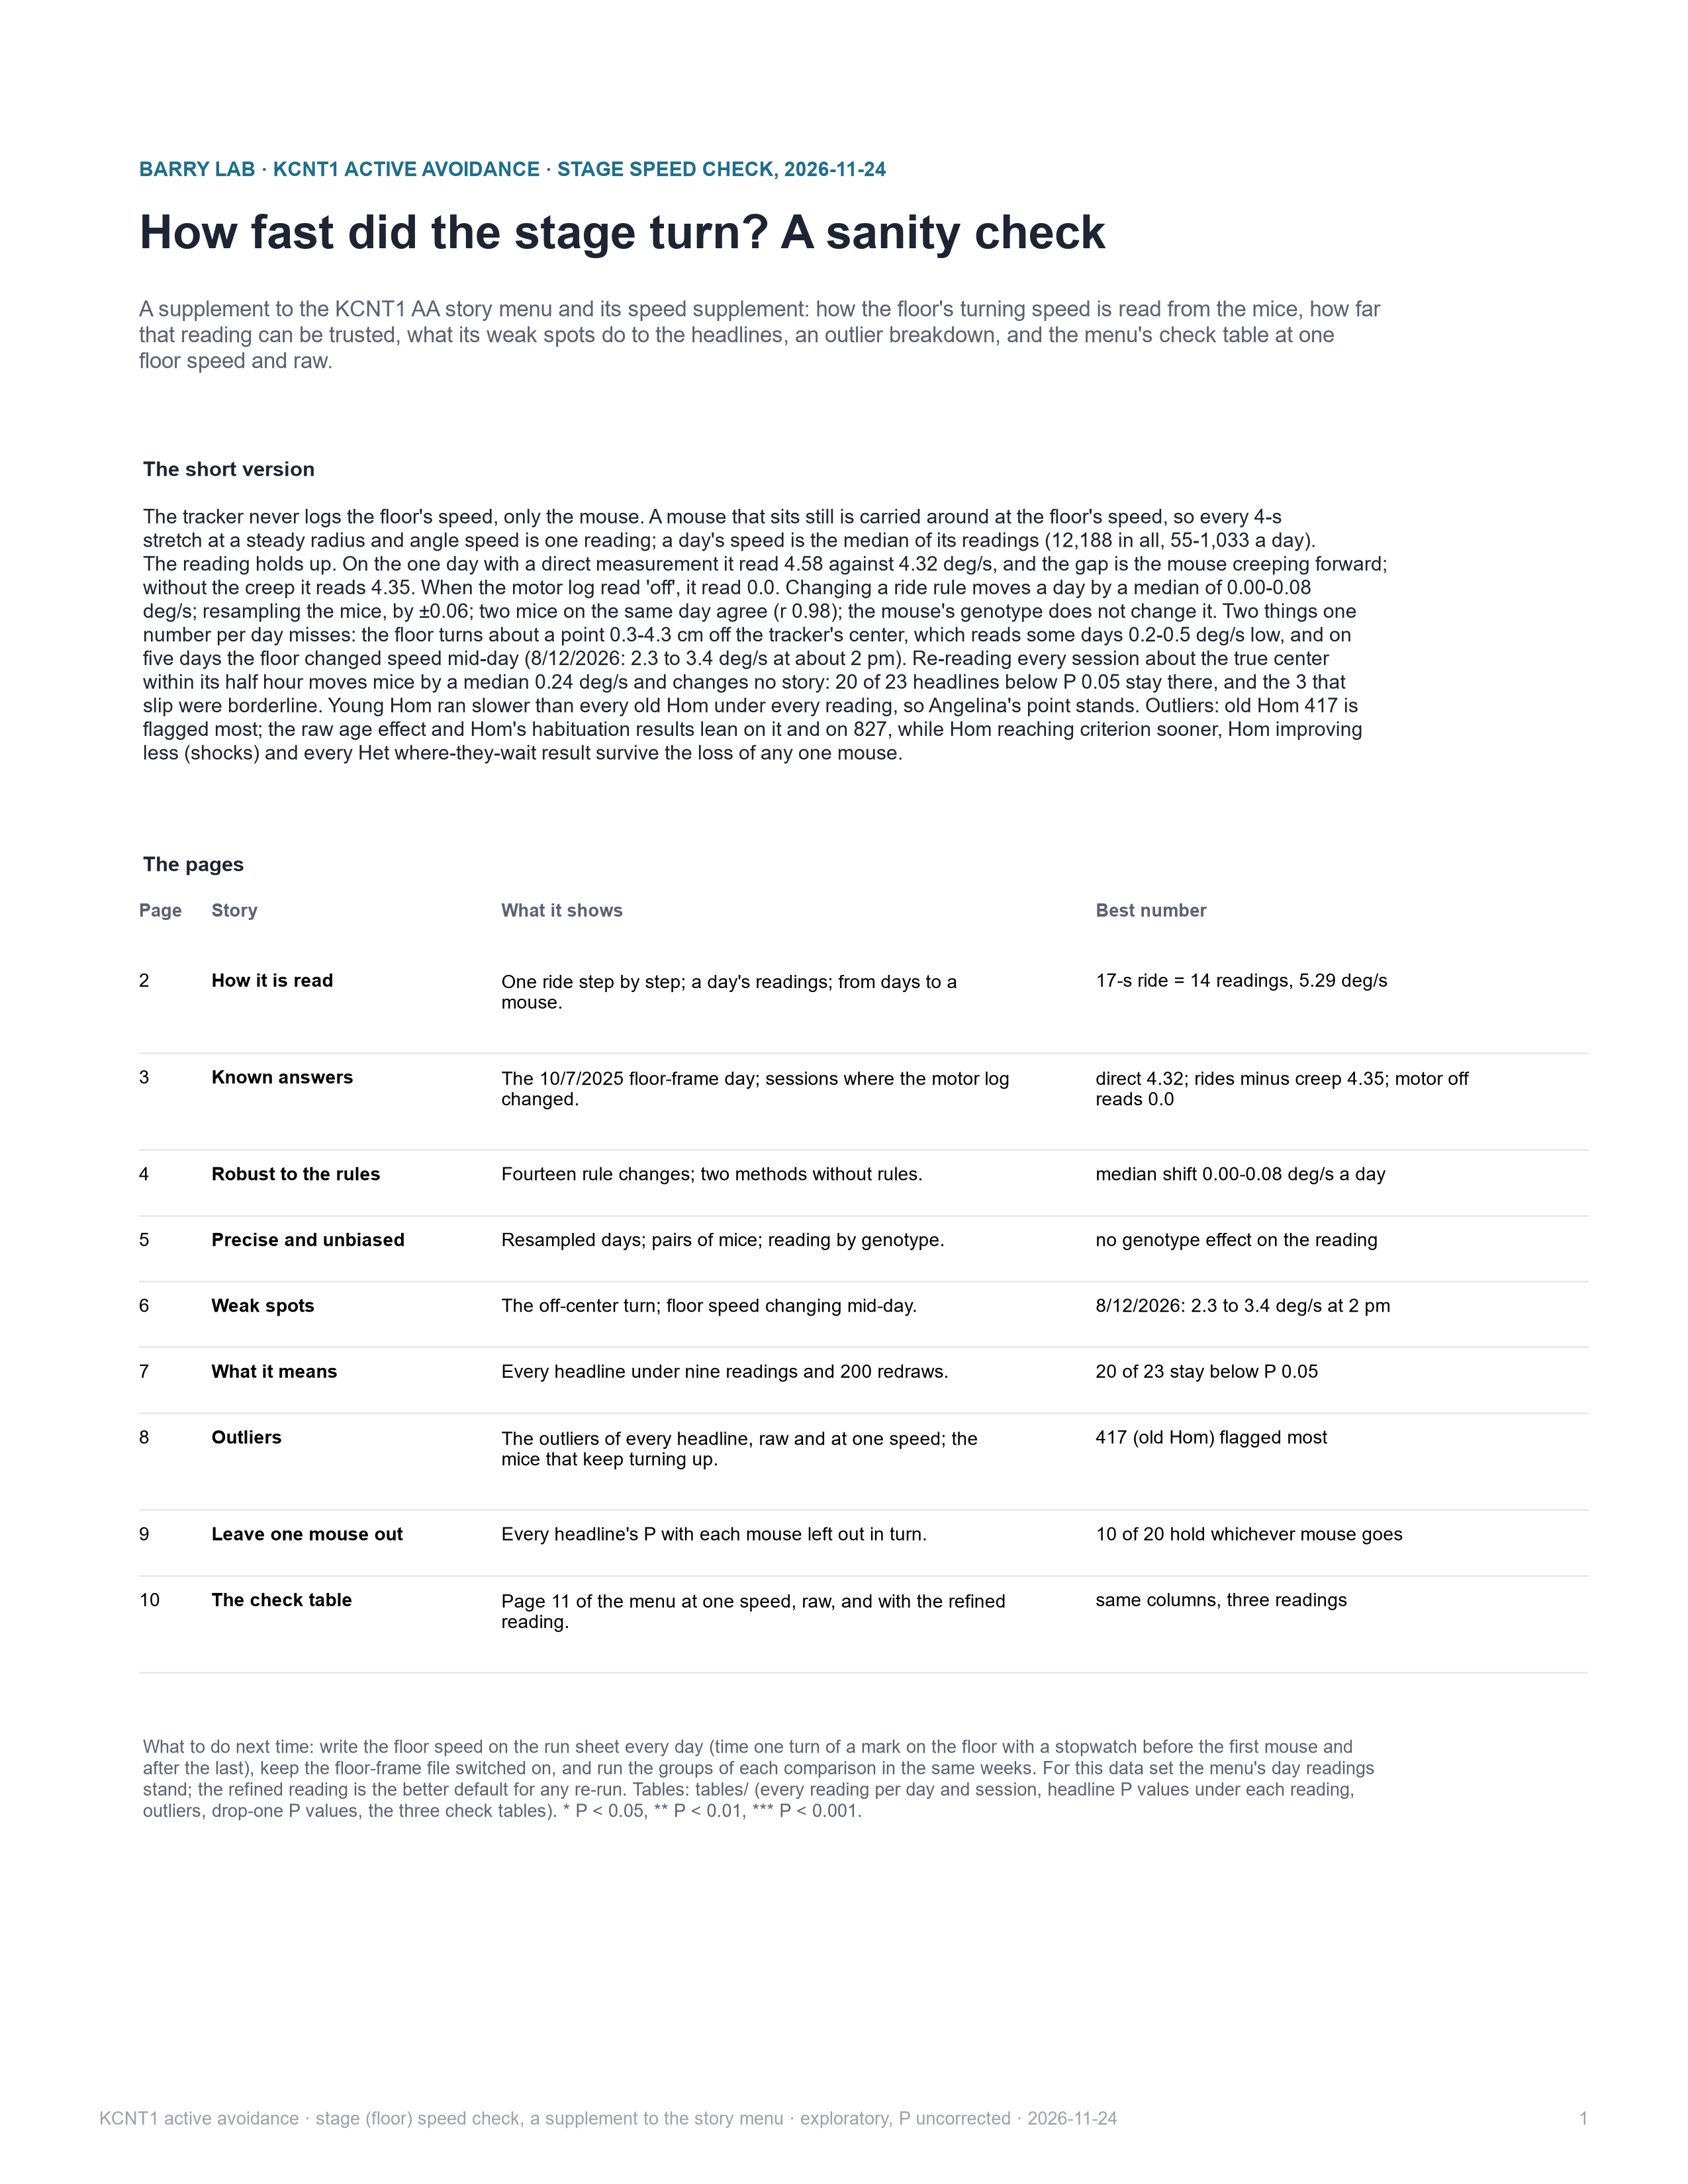 BARRY LAB · KCNT1 ACTIVE AVOIDANCE · STAGE SPEED CHECK, 2026-11-24
How fast did the stage turn? A sanity check
A supplement to the KCNT1 AA story menu and its speed supplement: how the floor's turning speed is read from the mice, how far
that reading can be trusted, what its weak spots do to the headlines, an outlier breakdown, and the menu's check table at one
floor speed and raw.
The short version
The tracker never logs the floor's speed, only the mouse. A mouse that sits still is carried around at the floor's speed, so every 4-s
stretch at a steady radius and angle speed is one reading; a day's speed is the median of its readings (12,188 in all, 55-1,033 a day).
The reading holds up. On the one day with a direct measurement it read 4.58 against 4.32 deg/s, and the gap is the mouse creeping forward;
without the creep it reads 4.35. When the motor log read 'off', it read 0.0. Changing a ride rule moves a day by a median of 0.00-0.08
deg/s; resampling the mice, by ±0.06; two mice on the same day agree (r 0.98); the mouse's genotype does not change it. Two things one
number per day misses: the floor turns about a point 0.3-4.3 cm off the tracker's center, which reads some days 0.2-0.5 deg/s low, and on
five days the floor changed speed mid-day (8/12/2026: 2.3 to 3.4 deg/s at about 2 pm). Re-reading every session about the true center
within its half hour moves mice by a median 0.24 deg/s and changes no story: 20 of 23 headlines below P 0.05 stay there, and the 3 that
slip were borderline. Young Hom ran slower than every old Hom under every reading, so Angelina's point stands. Outliers: old Hom 417 is
flagged most; the raw age effect and Hom's habituation results lean on it and on 827, while Hom reaching criterion sooner, Hom improving
less (shocks) and every Het where-they-wait result survive the loss of any one mouse.
The pages
Page Story What it shows Best number
2 How it is read One ride step by step; a day's readings; from days to a 17-s ride = 14 readings, 5.29 deg/s
mouse.
3 Known answers The 10/7/2025 floor-frame day; sessions where the motor log direct 4.32; rides minus creep 4.35; motor off
changed. reads 0.0
4 Robust to the rules Fourteen rule changes; two methods without rules. median shift 0.00-0.08 deg/s a day
5 Precise and unbiased Resampled days; pairs of mice; reading by genotype. no genotype effect on the reading
6 Weak spots The off-center turn; floor speed changing mid-day. 8/12/2026: 2.3 to 3.4 deg/s at 2 pm
7 What it means Every headline under nine readings and 200 redraws. 20 of 23 stay below P 0.05
8 Outliers The outliers of every headline, raw and at one speed; the 417 (old Hom) flagged most
mice that keep turning up.
9 Leave one mouse out Every headline's P with each mouse left out in turn. 10 of 20 hold whichever mouse goes
10 The check table Page 11 of the menu at one speed, raw, and with the refined same columns, three readings
reading.
What to do next time: write the floor speed on the run sheet every day (time one turn of a mark on the floor with a stopwatch before the first mouse and
after the last), keep the floor-frame file switched on, and run the groups of each comparison in the same weeks. For this data set the menu's day readings
stand; the refined reading is the better default for any re-run. Tables: tables/ (every reading per day and session, headline P values under each reading,
outliers, drop-one P values, the three check tables). * P < 0.05, ** P < 0.01, *** P < 0.001.
KCNT1 active avoidance · stage (floor) speed check, a supplement to the story menu · exploratory, P uncorrected · 2026-11-24 1